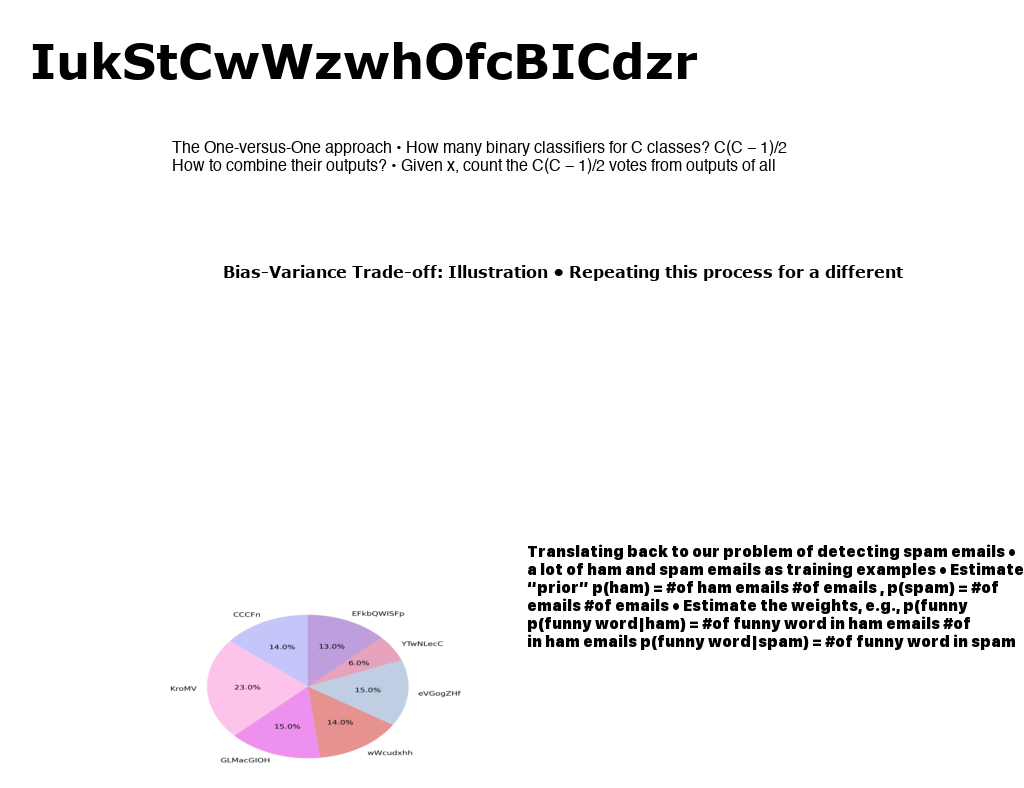 IukStCwWzwhOfcBICdzr
The One-versus-One approach • How many binary classifiers for C classes? C(C – 1)/2
How to combine their outputs? • Given x, count the C(C – 1)/2 votes from outputs of all
Bias-Variance Trade-off: Illustration • Repeating this process for a different
Translating back to our problem of detecting spam emails •
a lot of ham and spam emails as training examples • Estimate
“prior” p(ham) = #of ham emails #of emails , p(spam) = #of
emails #of emails • Estimate the weights, e.g., p(funny
p(funny word|ham) = #of funny word in ham emails #of
in ham emails p(funny word|spam) = #of funny word in spam
CCCFn
EFkbQWISFp
14.0%
13.0%
YTwNLecC
6.0%
KroMV
23.0%
15.0%
eVGogZHf
15.0%
14.0%
wWcudxhh
GLMacGIOH